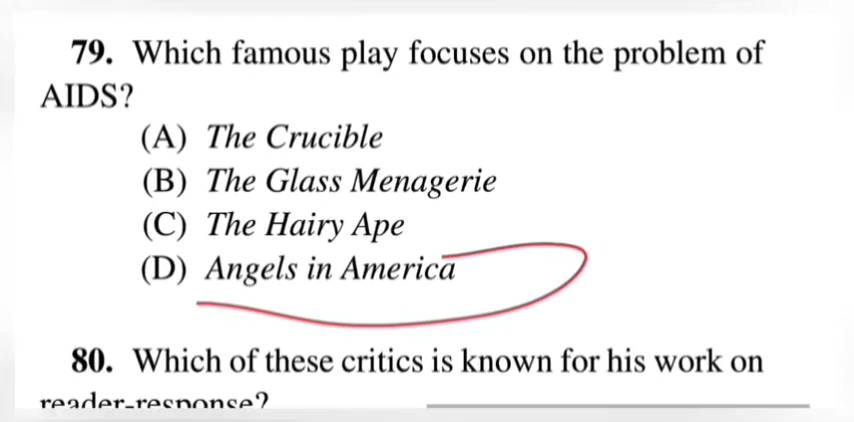 79. Which famous play focuses on the problem of
AIDS?
(A) The Crucible
(B) The Glass Menagerie
(C) The Hairy Ape
(D) Angels in America
80. Which of these critics is known for his work on
reader-response?